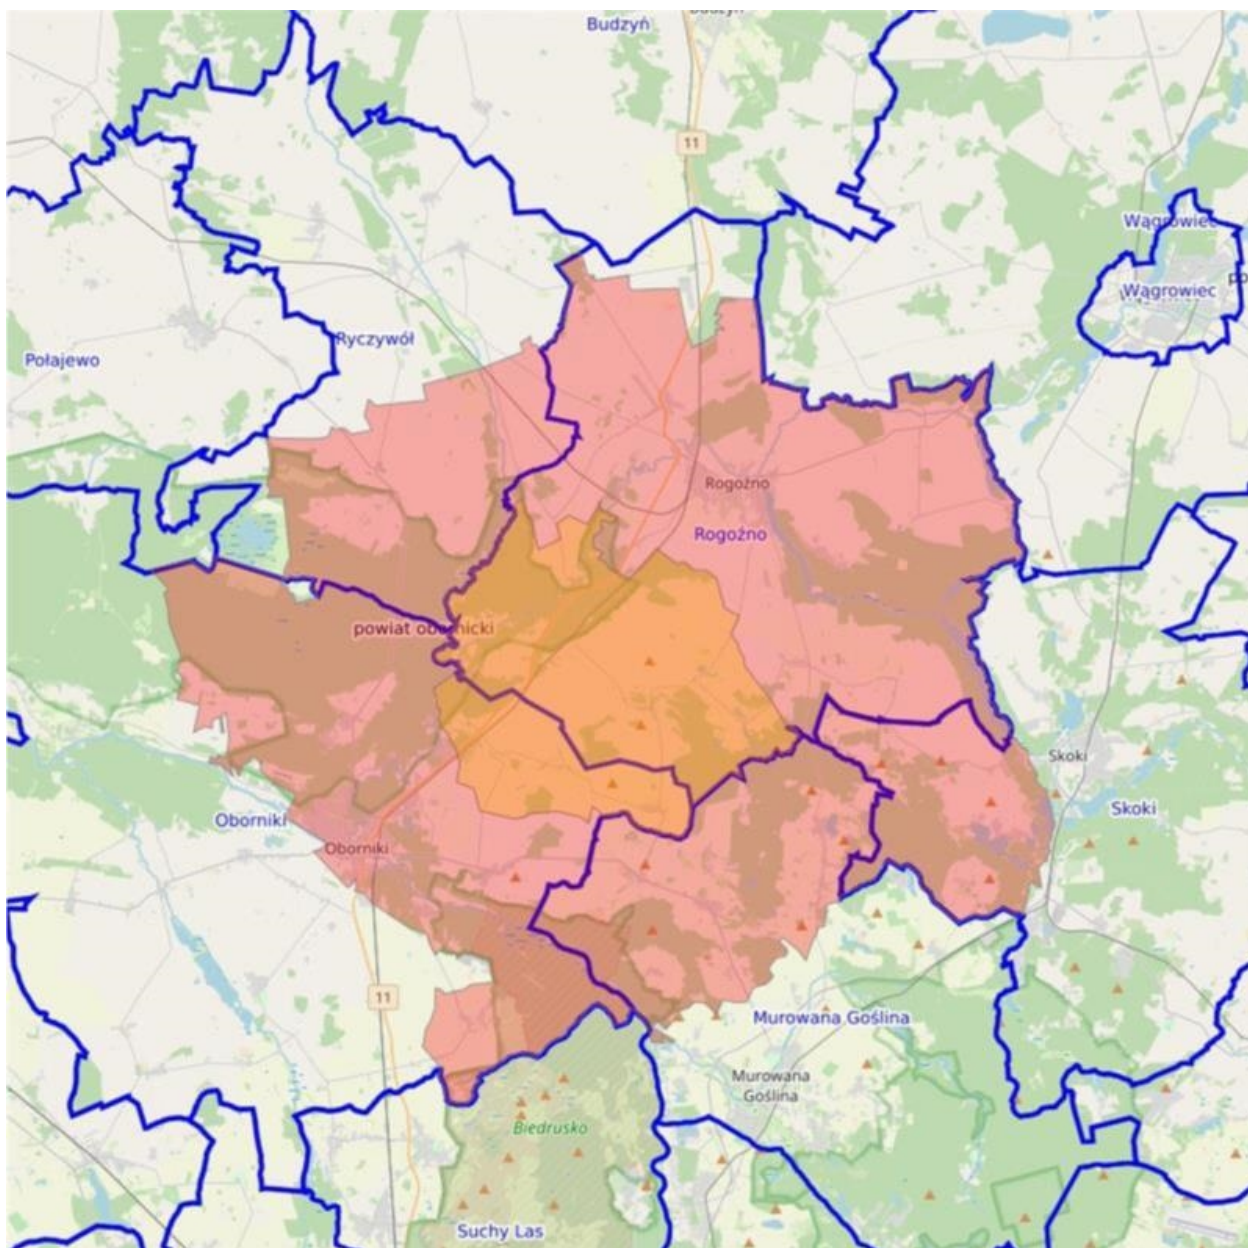 Budzyń
11
Wągrowiec
Wągrowiec
Ryczywół
Połajewo
Rogoźno
Rogoźno
powiat obornicki
Skoki
Skoki
Oborniki
Oborniki
11
Murowana Goślina
Murowana
Goślina
Biedrusko
Suchy Las